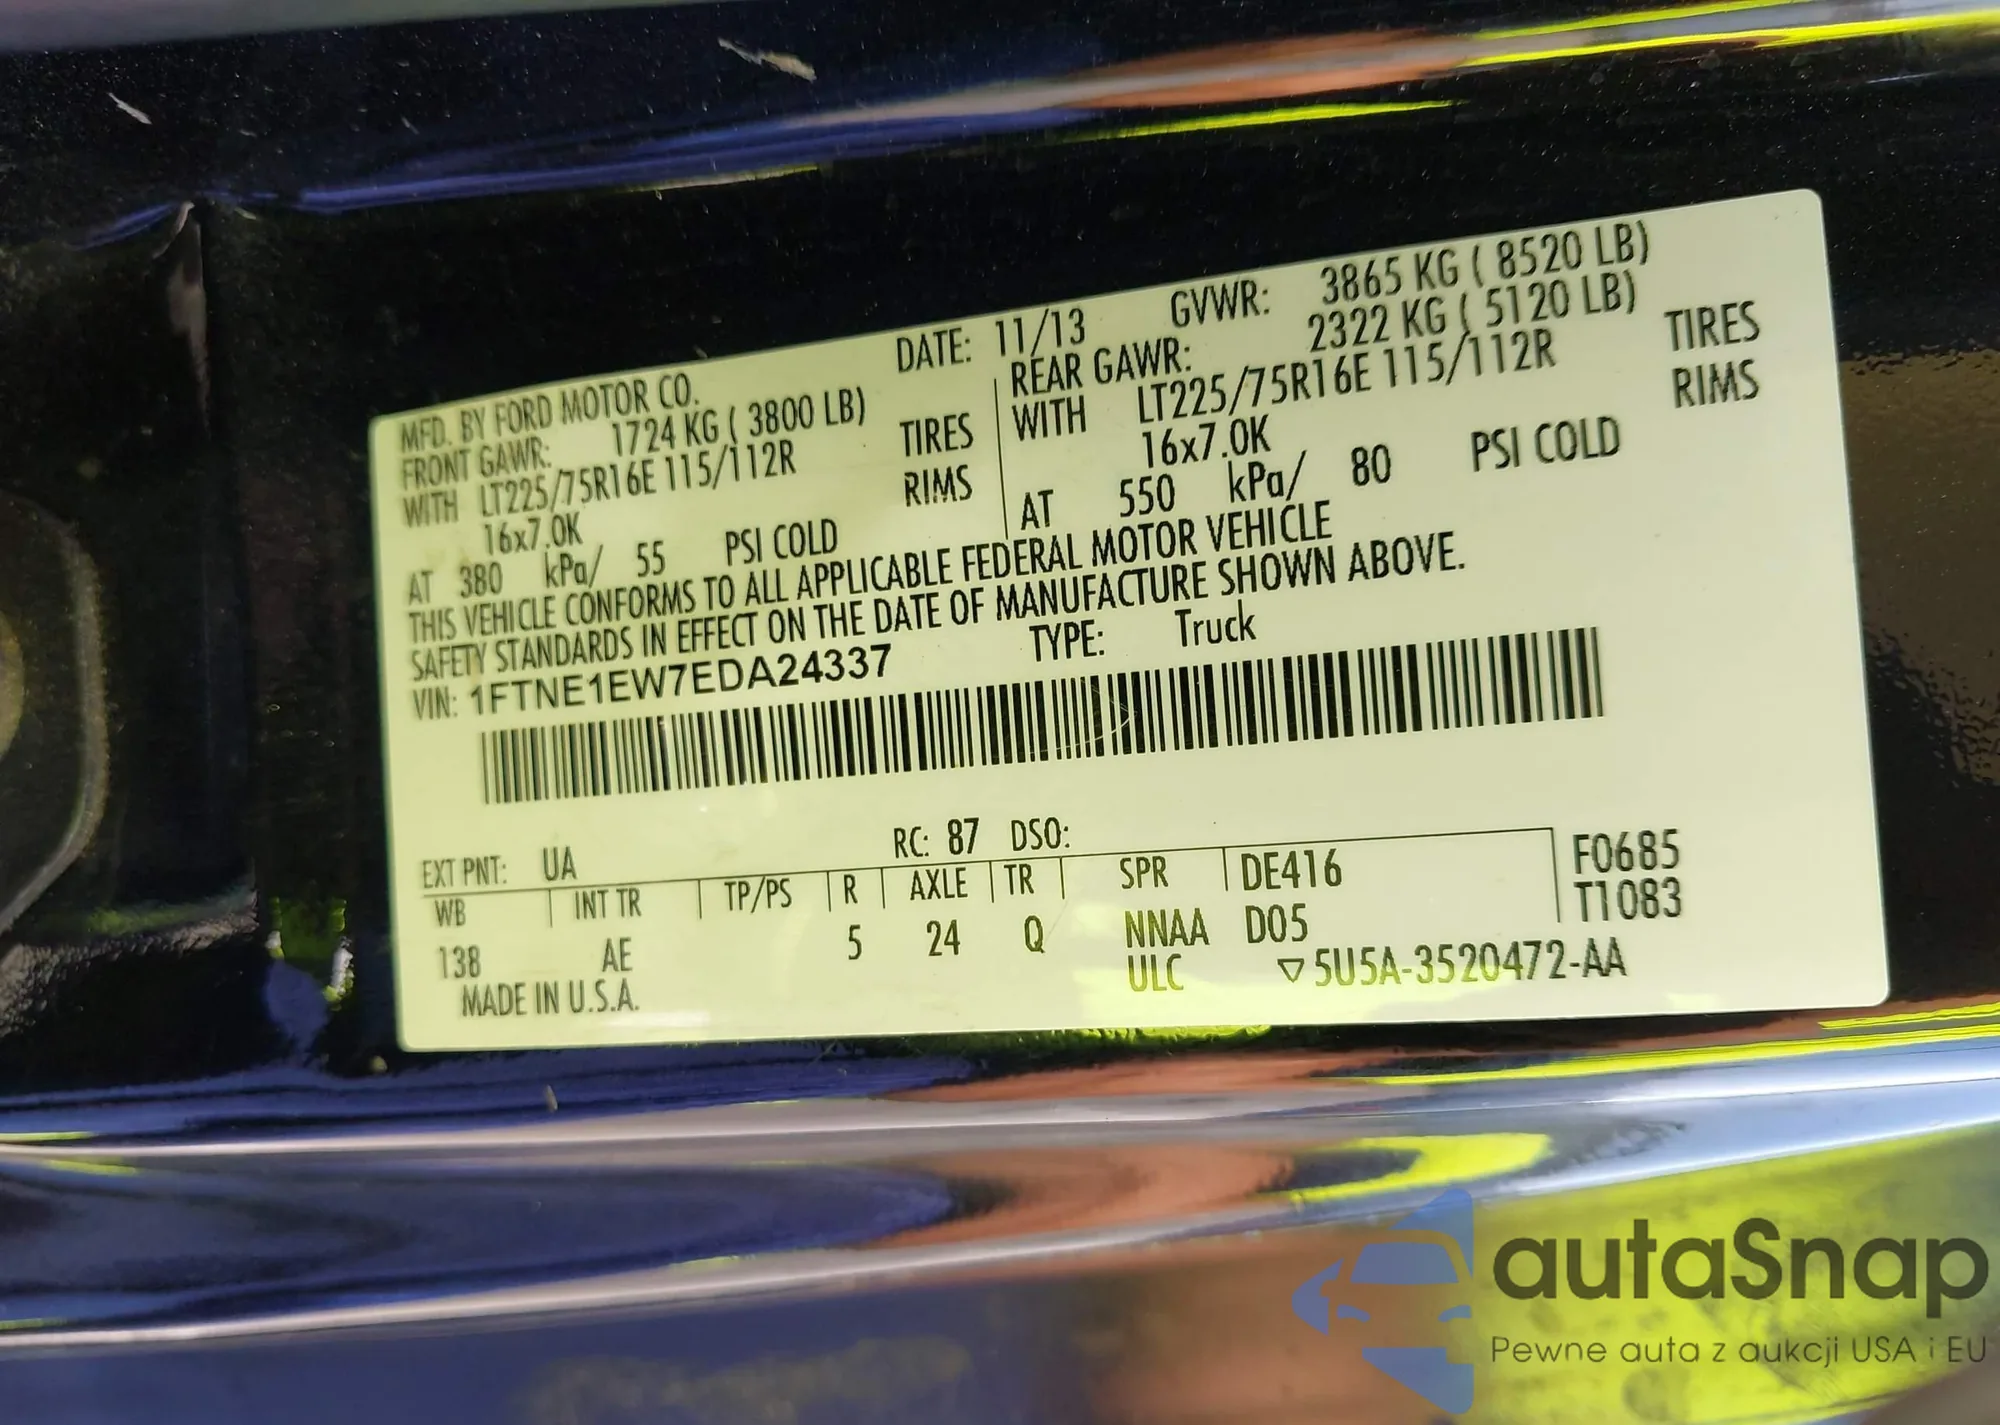 MFD. BY FORD MOTOR CO.
DATE: 11/13
GVWR: 3865 KG ( 8520 LB)
FRONT GAWR: 1724 KG ( 3800 LB)
WITH LT225/75R16E 115/112R TIRES
16x7.0K RIMS
AT 380 kPa/ 55 PSI COLD
REAR GAWR: 2322 KG ( 5120 LB)
WITH LT225/75R16E 115/112R TIRES
16x7.0K RIMS
AT 550 kPa/ 80 PSI COLD
THIS VEHICLE CONFORMS TO ALL APPLICABLE FEDERAL MOTOR VEHICLE
SAFETY STANDARDS IN EFFECT ON THE DATE OF MANUFACTURE SHOWN ABOVE.
VIN: 1FTNE1EW7EDA24337
TYPE: Truck
EXT PNT: UA RC: 87 DSO:
WB INT TR TP/PS R AXLE TR SPR DE416 F0685
T1083
138 AE 5 24 Q NNAA D05
ULC ▽5U5A-3520472-AA
MADE IN U.S.A.
autaSnap
Pewne auta z aukcji USA i EU